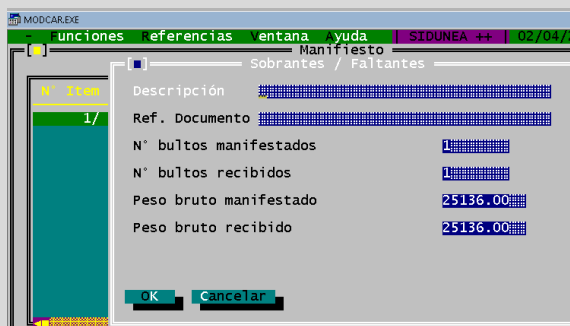 MODCAR.EXE
- Funciones Referencias Ventana Ayuda SIDUNEA ++ 02/04/
Manifiesto
Sobrantes / Faltantes
N° Item
1/
Descripción
Ref. Documento
N° bultos manifestados 1
N° bultos recibidos 1
Peso bruto manifestado 25136.00
Peso bruto recibido 25136.00
OK Cancelar